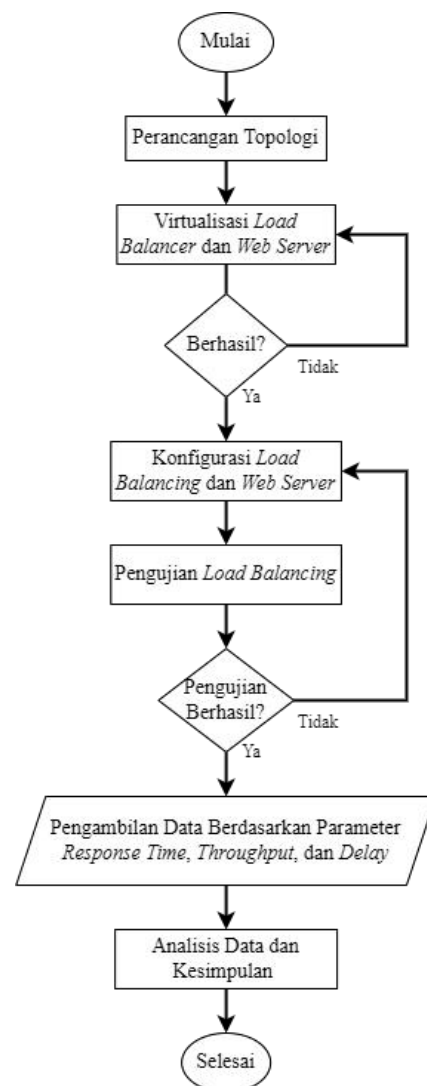 Mulai
Perancangan Topologi
Virtualisasi Load
Balancer dan Web Server
Berhasil?
Tidak
Ya
Konfigurasi Load
Balancing dan Web Server
Pengujian Load Balancing
Pengujian
Berhasil?
Tidak
Ya
Pengambilan Data Berdasarkan Parameter
Response Time, Throughput, dan Delay
Analisis Data dan
Kesimpulan
Selesai